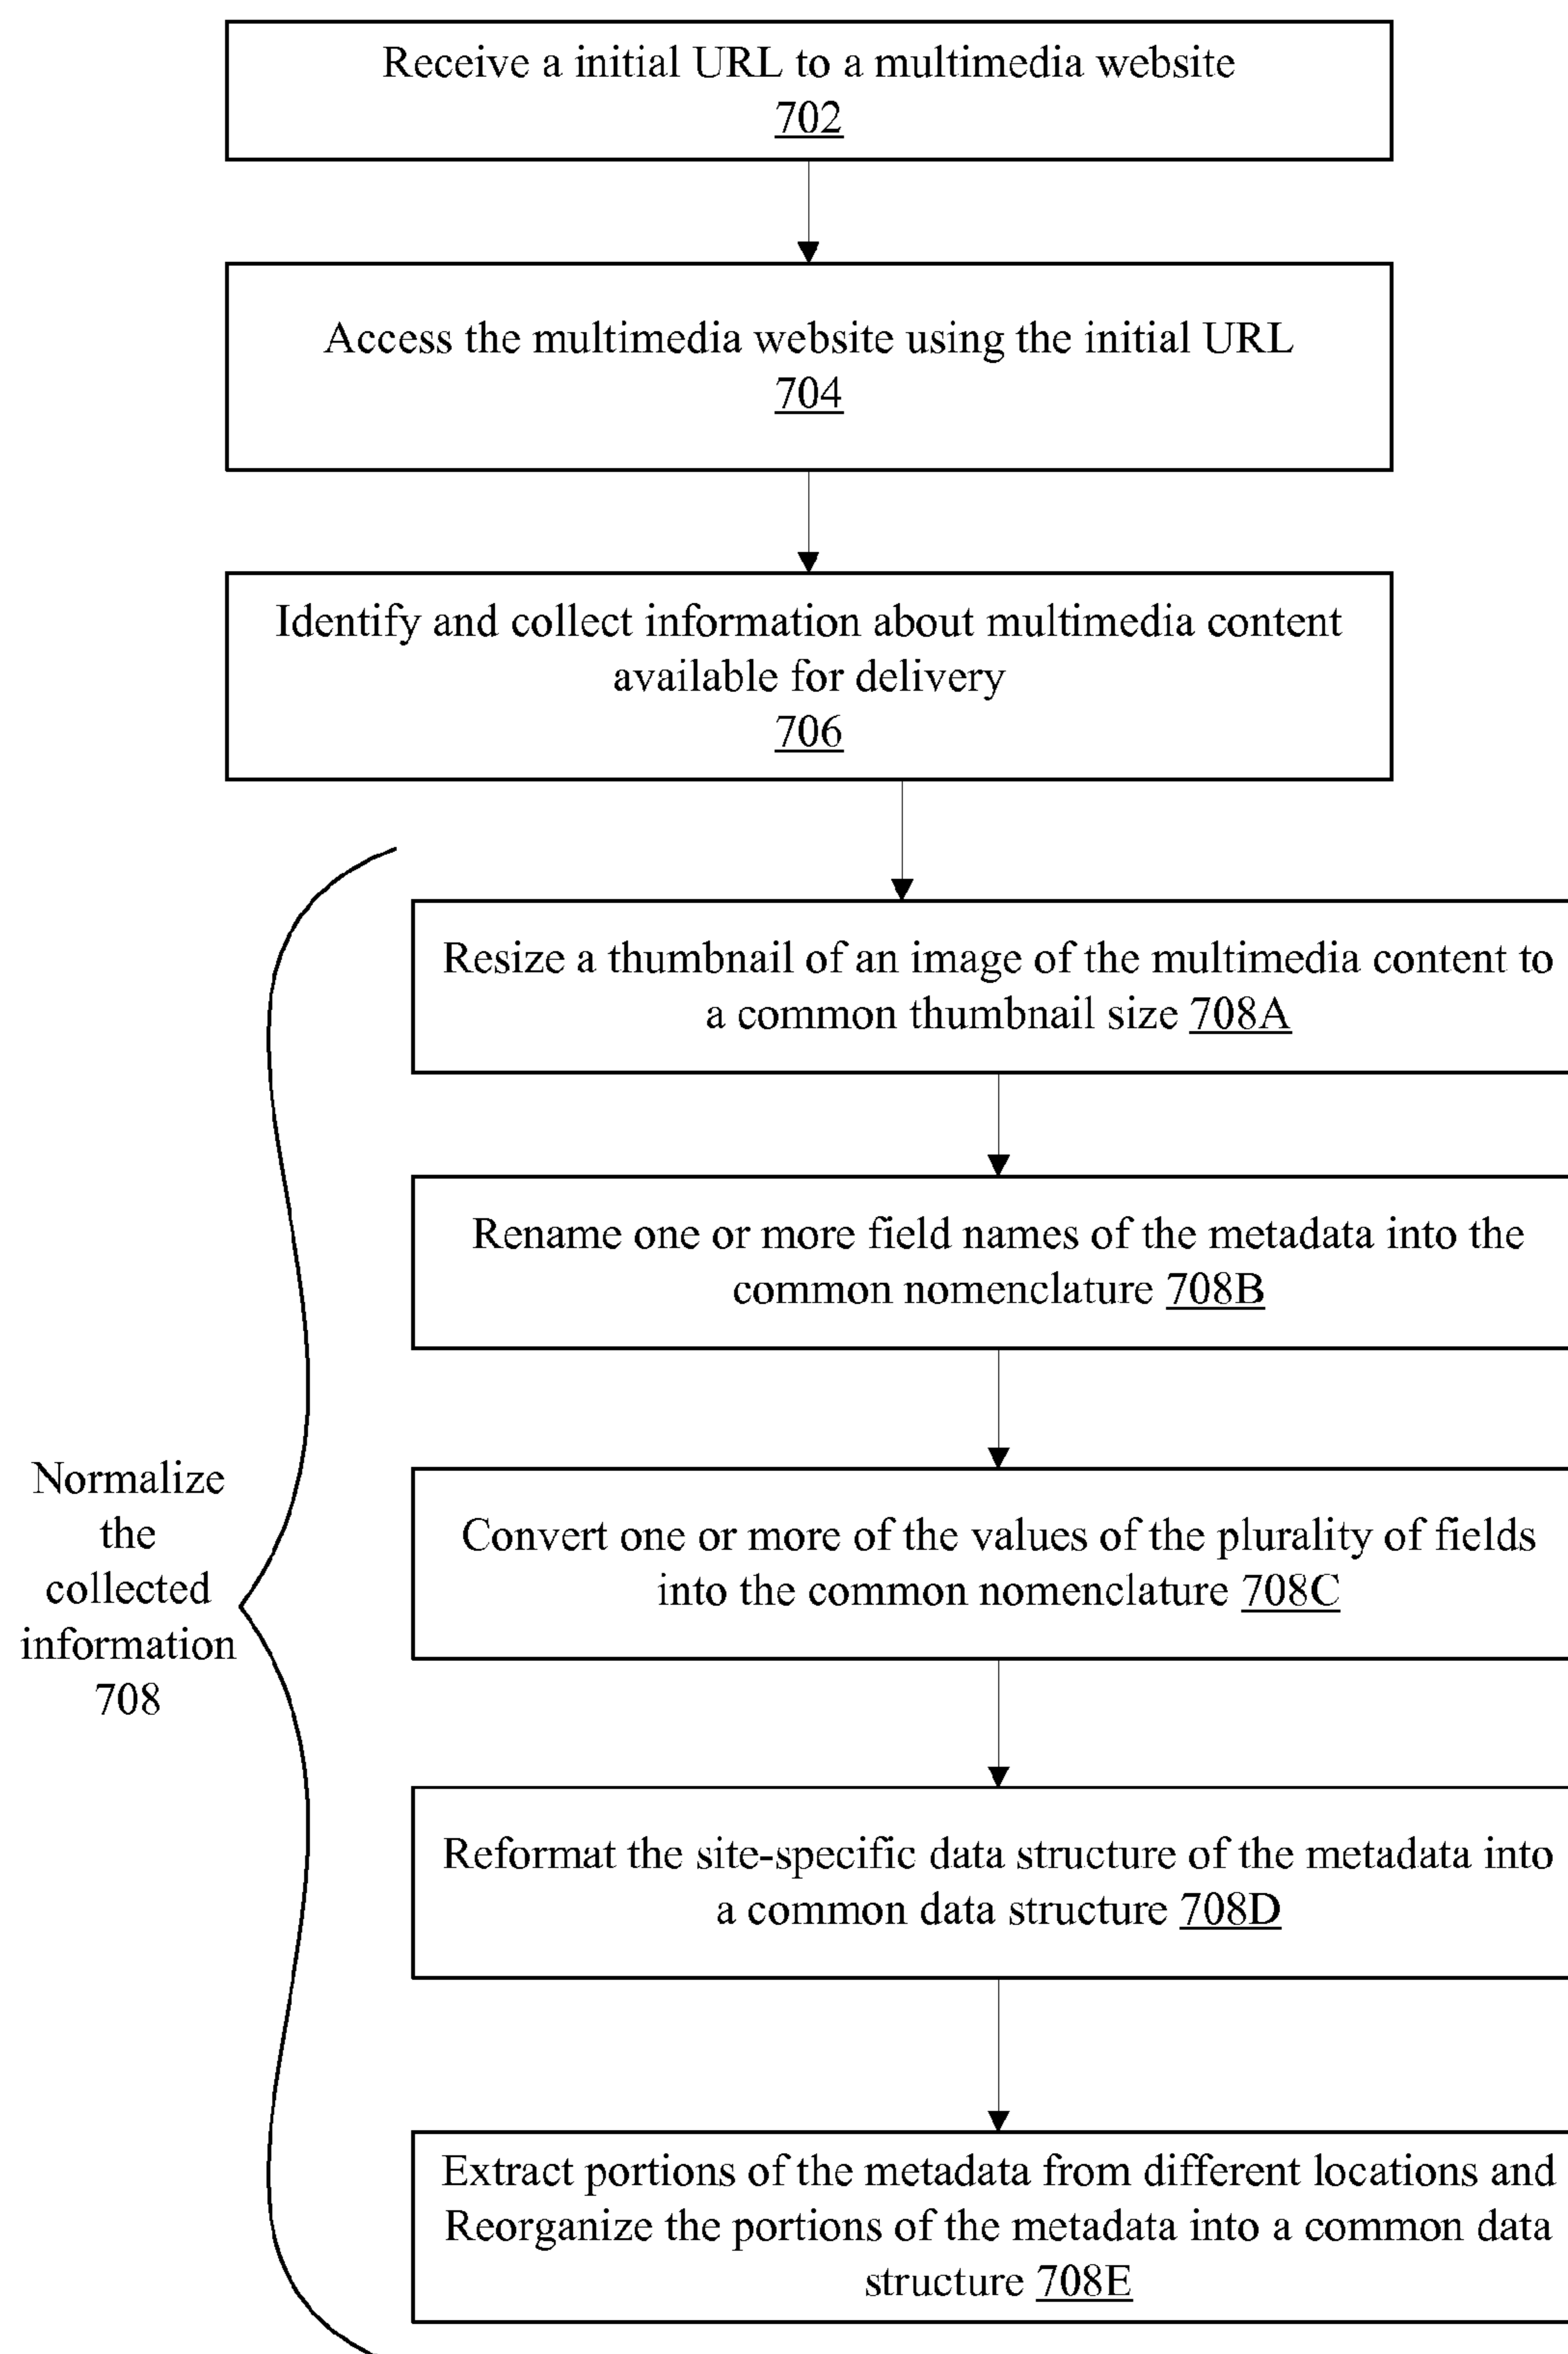 Receive a initial URL to a multimedia website
702
Access the multimedia website using the initial URL
704
Identify and collect information about multimedia content
available for delivery
706
Resize a thumbnail of an image of the multimedia content to
a common thumbnail size 708A
Rename one or more field names of the metadata into the
common nomenclature 708B
Normalize
the
collected
information
708
Convert one or more of the values of the plurality of fields
into the common nomenclature 708C
Reformat the site-specific data structure of the metadata into
a common data structure 708D
Extract portions of the metadata from different locations and
Reorganize the portions of the metadata into a common data
structure 708E